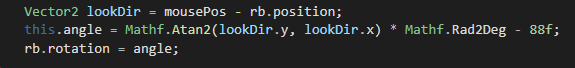 Vector2 lookDir = mousePos - rb.position;
this.angle = Mathf.Atan2(lookDir.y, lookDir.x) * Mathf.Rad2Deg - 88f;
rb.rotation = angle;